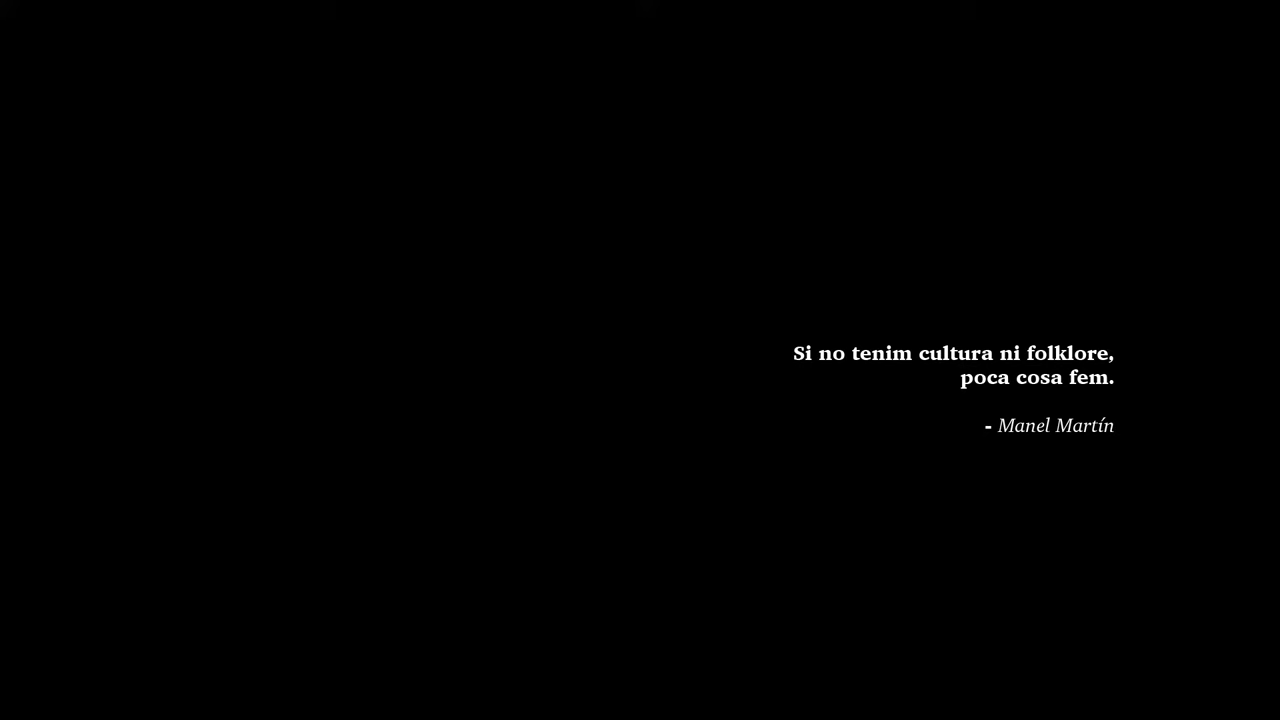 Si no tenim cultura ni folklore,
poca cosa fem.
- Manel Martín